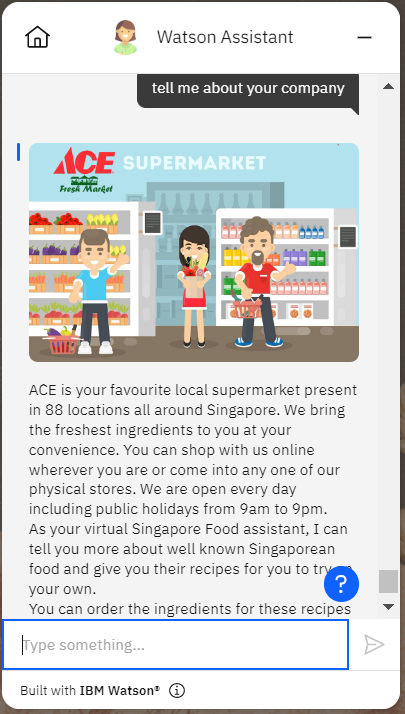 Watson Assistant
tell me about your company
ACE SUPERMARKET
Fresh Market
ACE is your favourite local supermarket present
in 88 locations all around Singapore. We bring
the freshest ingredients to you at your
convenience. You can shop with us online
wherever you are or come into any one of our
physical stores. We are open every day
including public holidays from 9am to 9pm.
As your virtual Singapore Food assistant, I can
tell you more about well known Singaporean
food and give you their recipes for you to try on
your own.
?
You can order the ingredients for these recipes
Type something...
Built with IBM Watson®